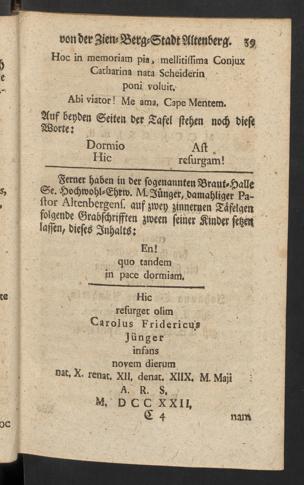 von der Zien-Berg-Stadt Altenberg. 39
Hoc in memoriam pia, mellitissima Conjux
Catharina nata Scheiderin
poni voluit.
Abi viator! Me ama, Cape Mentem.
Auf beyden Seiten der Tafel stehen noch diese
Worte:
Dormio Ast
Hic resurgam!
Ferner haben in der sogenannten Braut-Halle
Se. Hochwohl-Ehrw. M. Jünger, damahliger Pa-
stor Altenbergens. auf zwey zinnernen Täfelgen
folgende Grabschrifften zween seiner Kinder setzen
lassen, dieses Inhalts:
En!
quo tandem
in pace dormiam.
Hic
resurget olim
Carolus Fridericus
Jünger
infans
novem dierum
nat. X. renat. XII, denat. XIIX. M. Maji
A. R. S.
M. D C C XXII,
C 4 nam